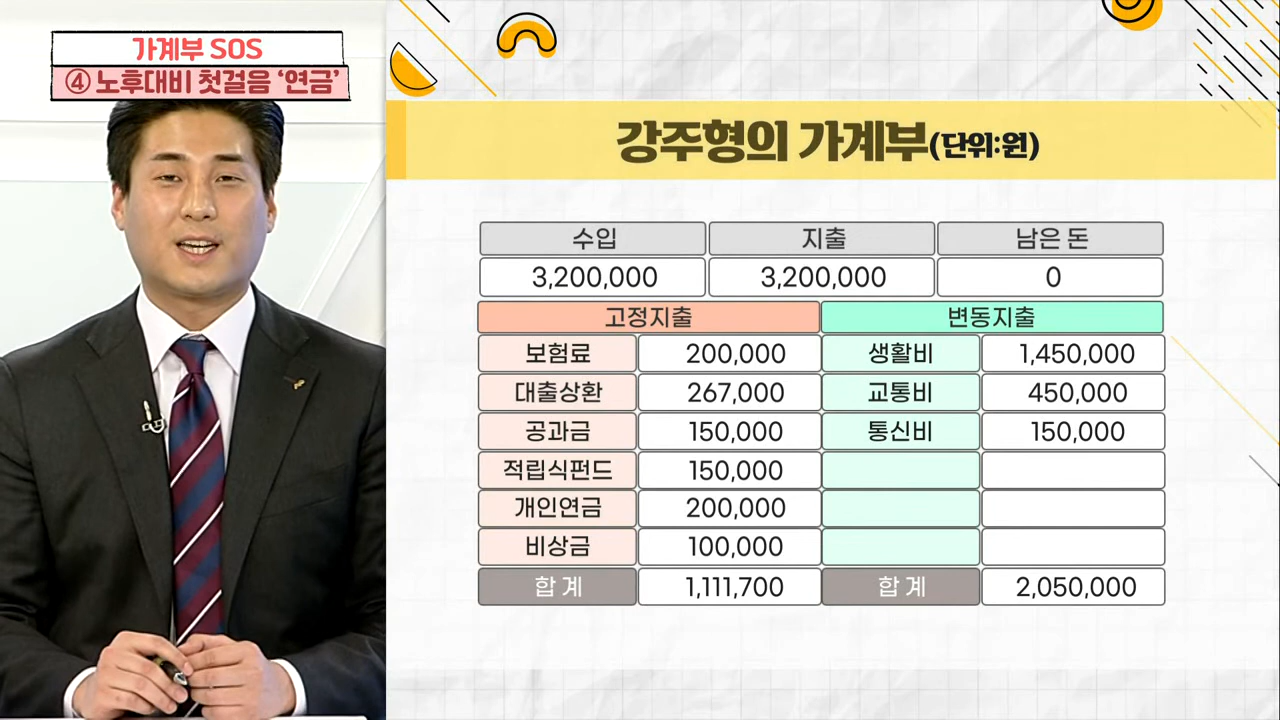 가계부 SOS
④ 노후대비 첫걸음 ‘연금’
강주형의 가계부(단위:원)
수입 지출 남은 돈
3,200,000 3,200,000 0
고정지출 변동지출
보험료 200,000 생활비 1,450,000
대출상환 267,000 교통비 450,000
공과금 150,000 통신비 150,000
적립식펀드 150,000
개인연금 200,000
비상금 100,000
합 계 1,111,700 합 계 2,050,000